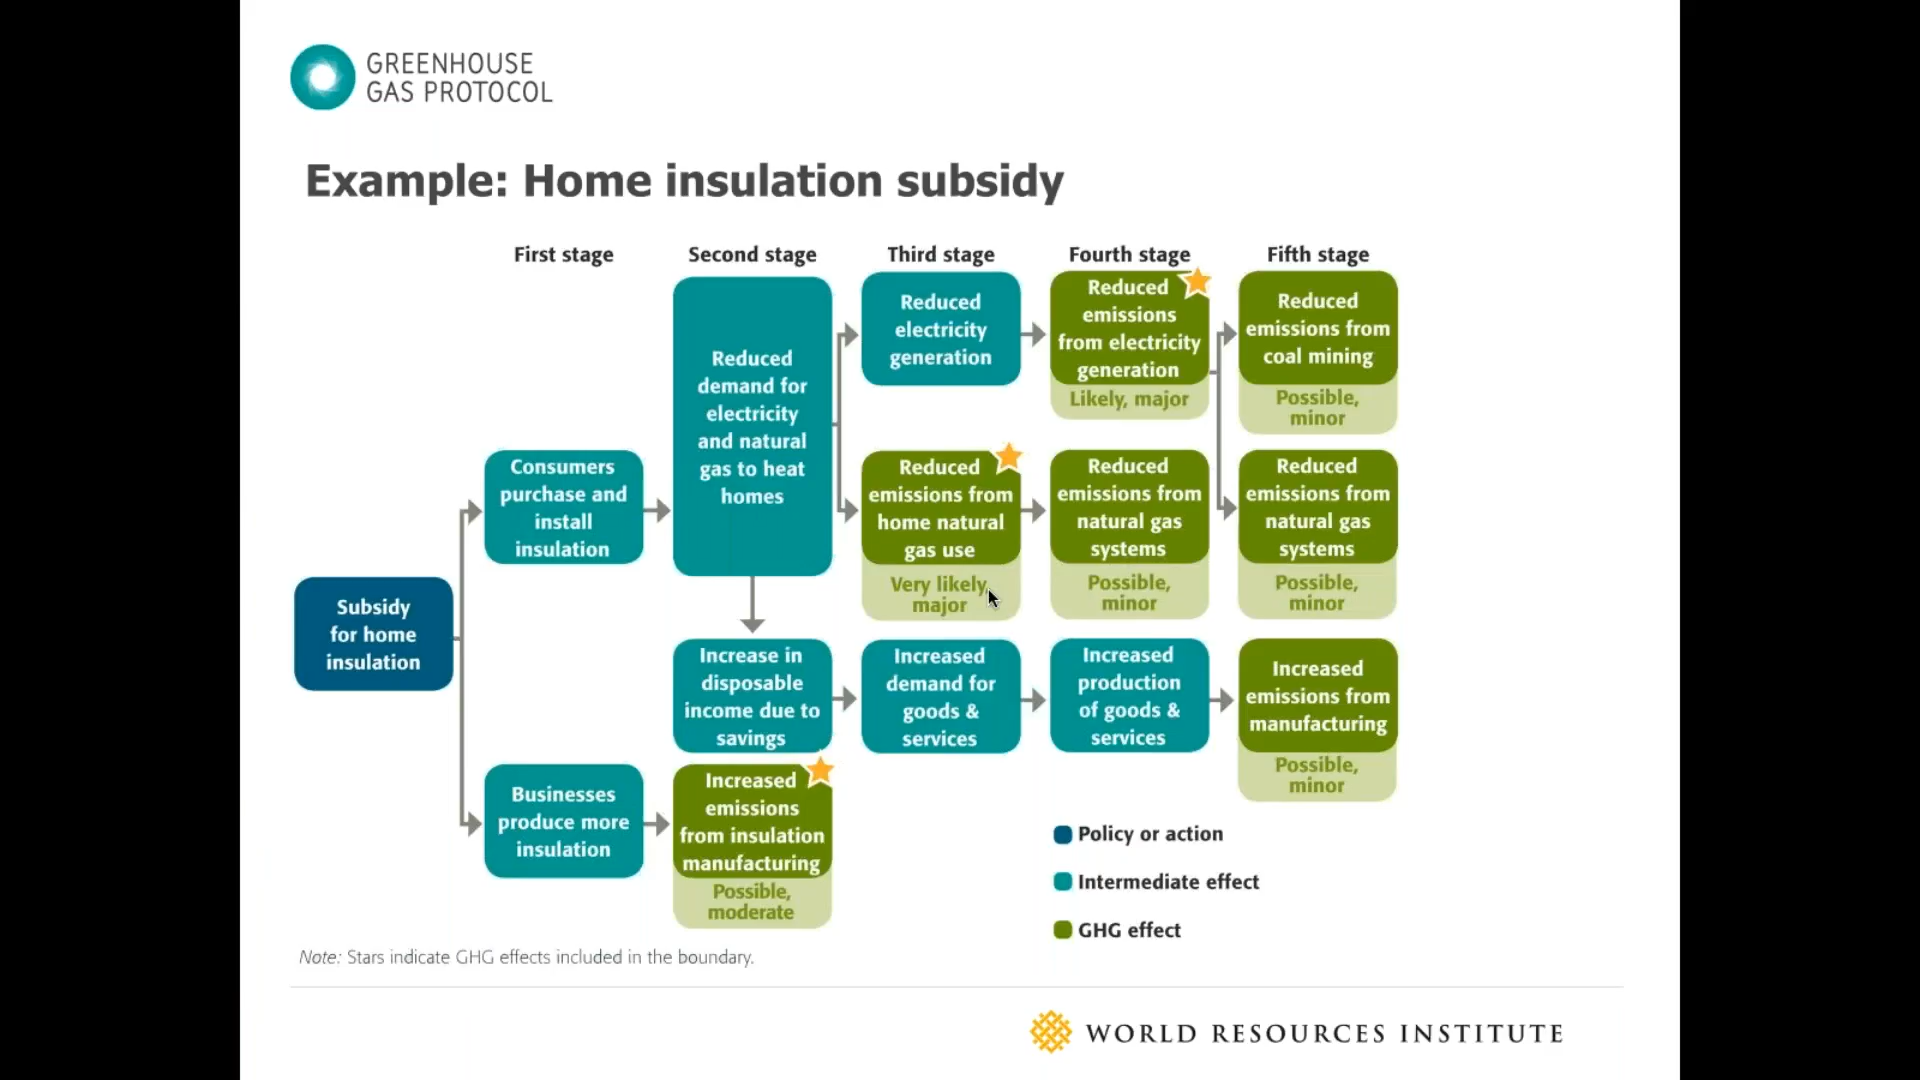 GREENHOUSE
GAS PROTOCOL
Example: Home insulation subsidy
First stage
Second stage
Third stage
Fourth stage
Fifth stage
Subsidy
for home
insulation
Consumers
purchase and
install
insulation
Businesses
produce more
insulation
Reduced
demand for
electricity
and natural
gas to heat
homes
Increase in
disposable
income due to
savings
Increased
emissions
from insulation
manufacturing
Possible,
moderate
Reduced
electricity
generation
Reduced
emissions from
home natural
gas use
Very likely,
major
Increased
demand for
goods &
services
Reduced
emissions
from electricity
generation
Likely, major
Reduced
emissions from
natural gas
systems
Possible,
minor
Increased
production
of goods &
services
Reduced
emissions from
coal mining
Possible,
minor
Reduced
emissions from
natural gas
systems
Possible,
minor
Increased
emissions from
manufacturing
Possible,
minor
Policy or action
Intermediate effect
GHG effect
Note: Stars indicate GHG effects included in the boundary.
WORLD RESOURCES INSTITUTE